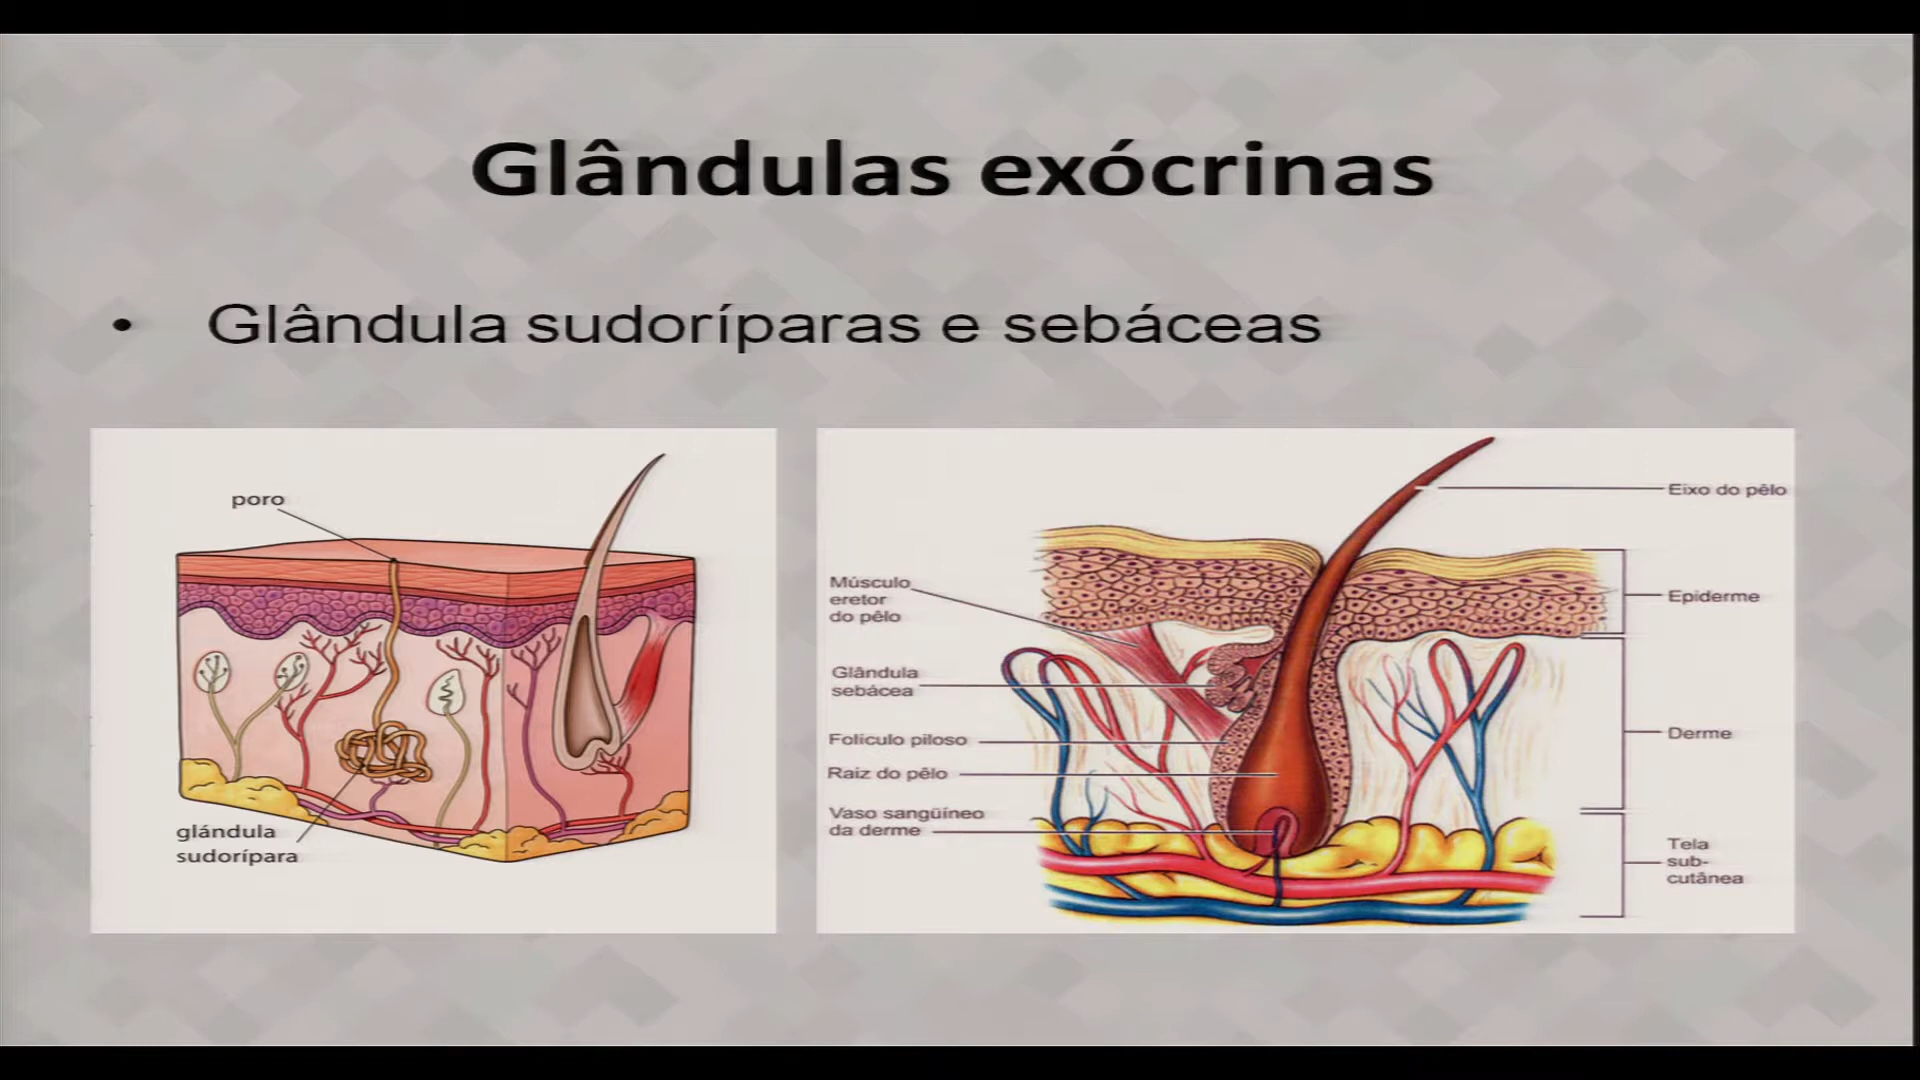 Glândulas exócrinas
• Glândula sudoríparas e sebáceas
poro
glándula
sudorípara
Eixo do pêlo
Músculo
eretor
do pêlo
Glândula
sebácea
Folículo piloso
Raiz do pêlo
Vaso sangüíneo
da derme
Epiderme
Derme
Tela
sub-
cutânea